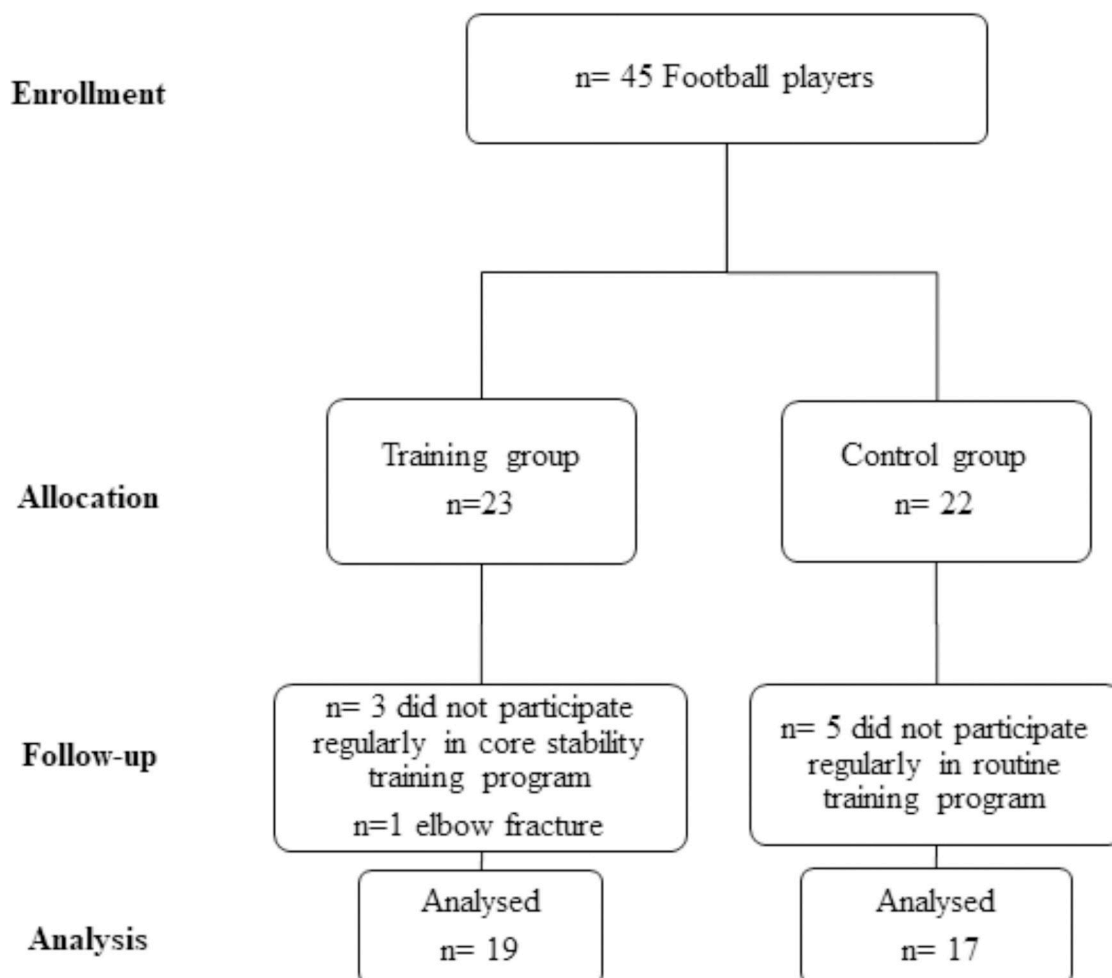 Enrollment
n= 45 Football players
Allocation
Training group
n=23
Control group
n= 22
Follow-up
n= 3 did not participate
regularly in core stability
training program
n=1 elbow fracture
n= 5 did not participate
regularly in routine
training program
Analysis
Analysed
n= 19
Analysed
n= 17